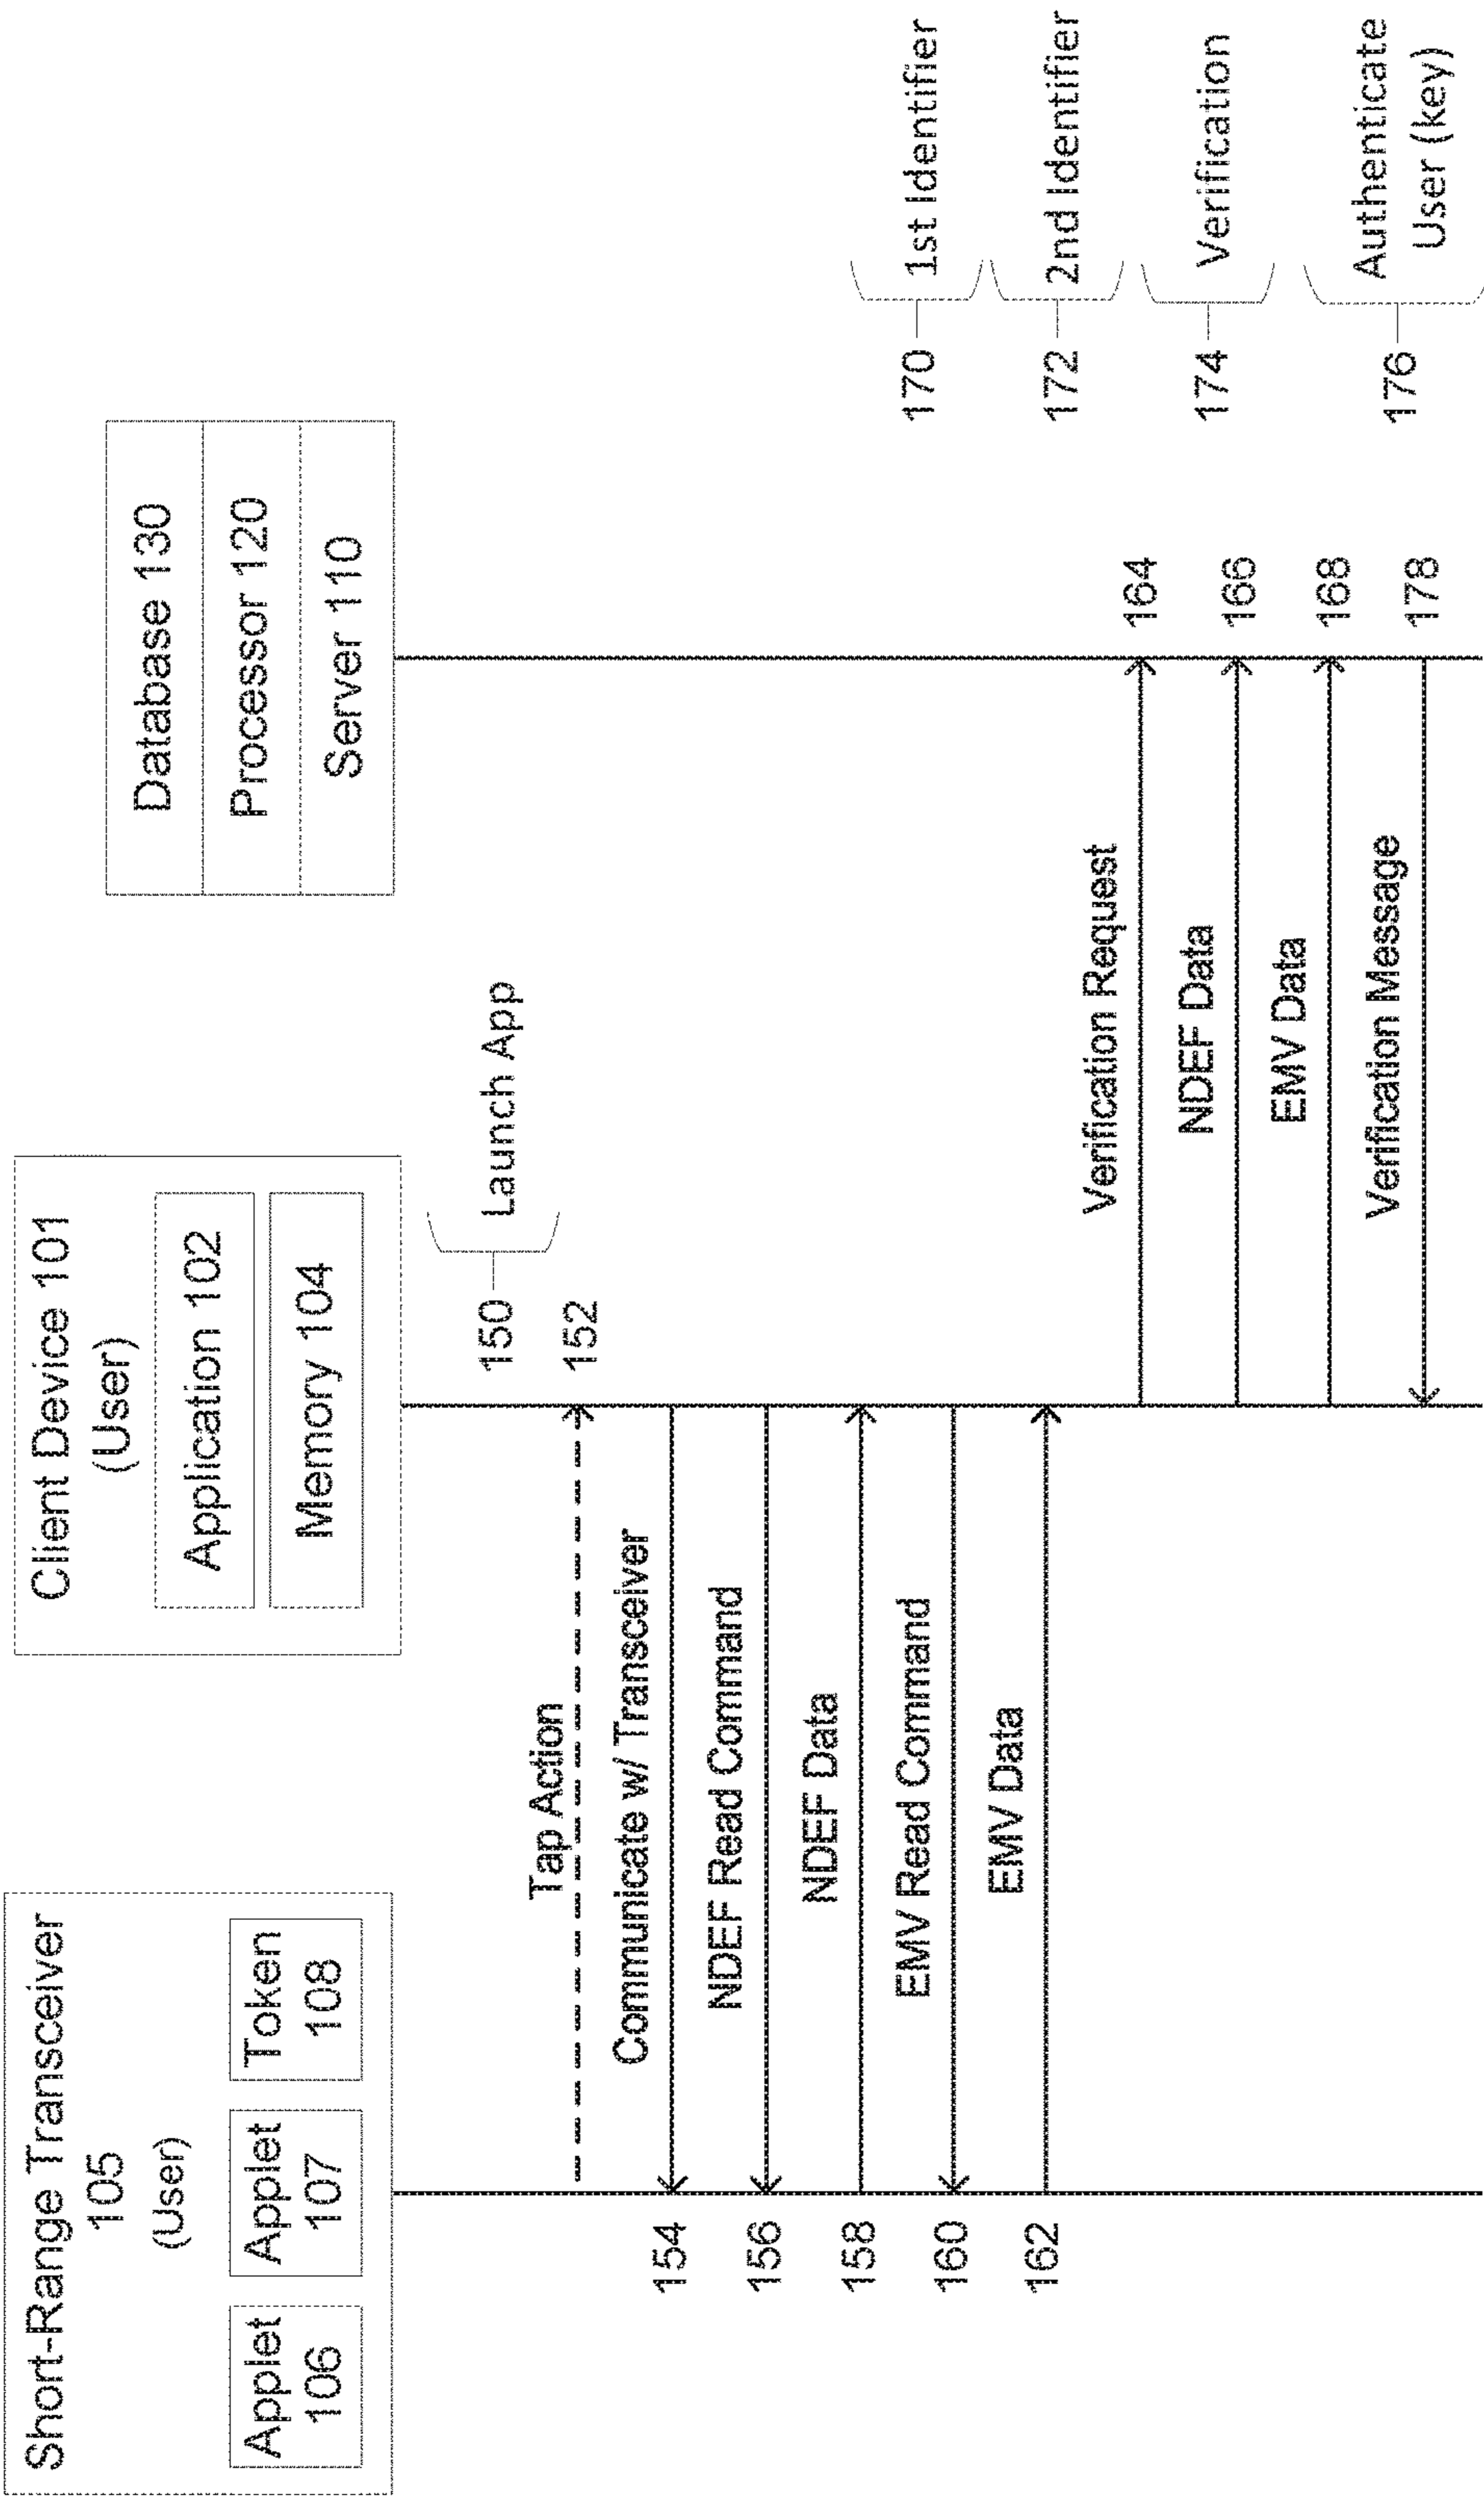 Short-Range Transceiver
105
(User)
Applet
106
Applet
107
Token
108
Client Device 101
(User)
Application 102
Memory 104
Database 130
Processor 120
Server 110
150
Launch App
Tap Action
152
Communicate w/ Transceiver
154
NDEF Read Command
156
NDEF Data
158
EMV Read Command
160
EMV Data
162
Verification Request
164
NDEF Data
166
EMV Data
168
Verification Message
178
170
1st Identifier
172
2nd Identifier
174
Verification
176
Authenticate
User (key)